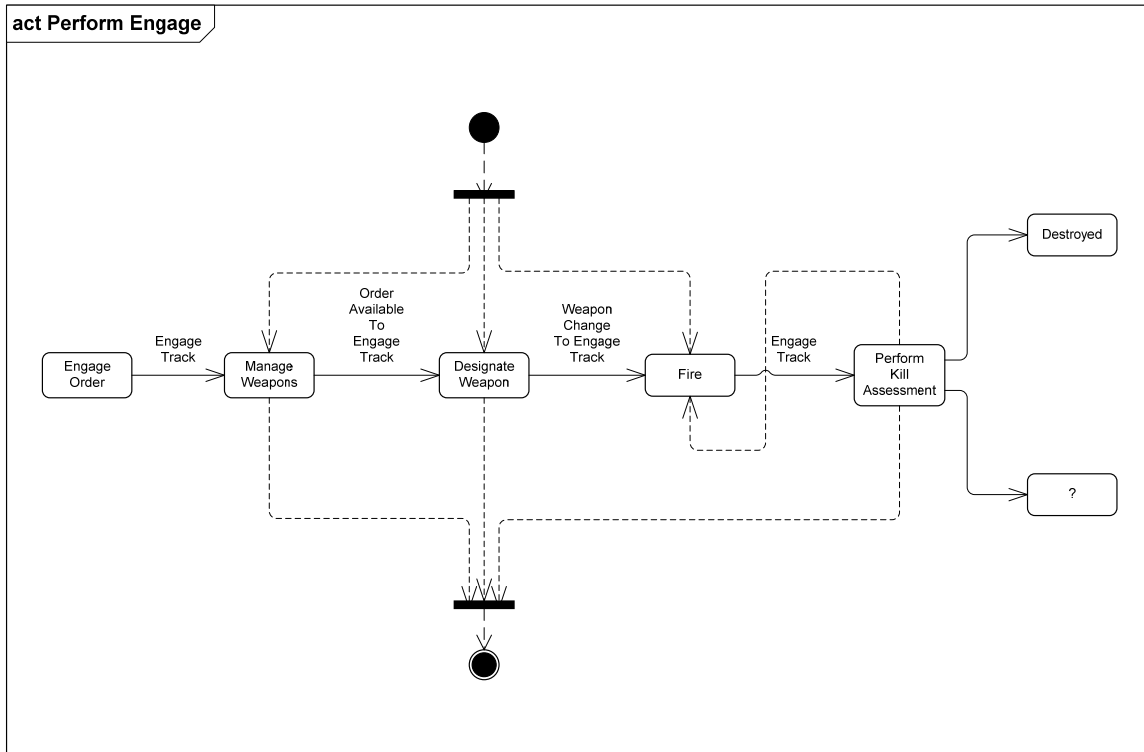 act Perform Engage
Engage
Order
Engage
Track
Manage
Weapons
Order
Available
To
Engage
Track
Designate
Weapon
Weapon
Change
To Engage
Track
Fire
Engage
Track
Perform
Kill
Assessment
Destroyed
?